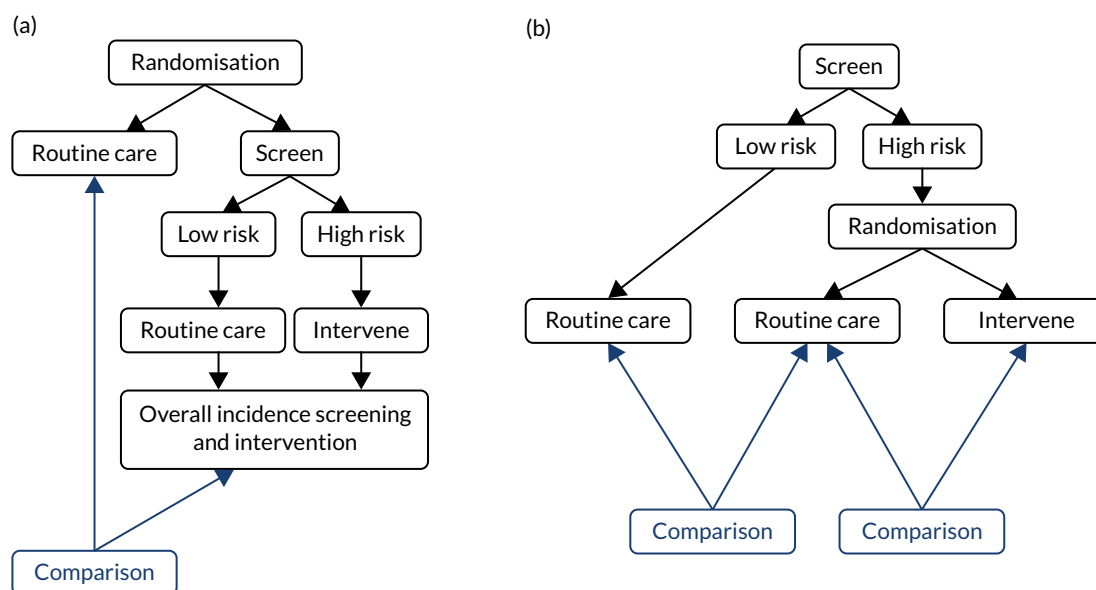 (a)
Randomisation
Routine care
Screen
Low risk
High risk
Routine care
Intervene
Overall incidence screening
and intervention
Comparison
(b)
Screen
Low risk
High risk
Randomisation
Routine care
Routine care
Intervene
Comparison
Comparison